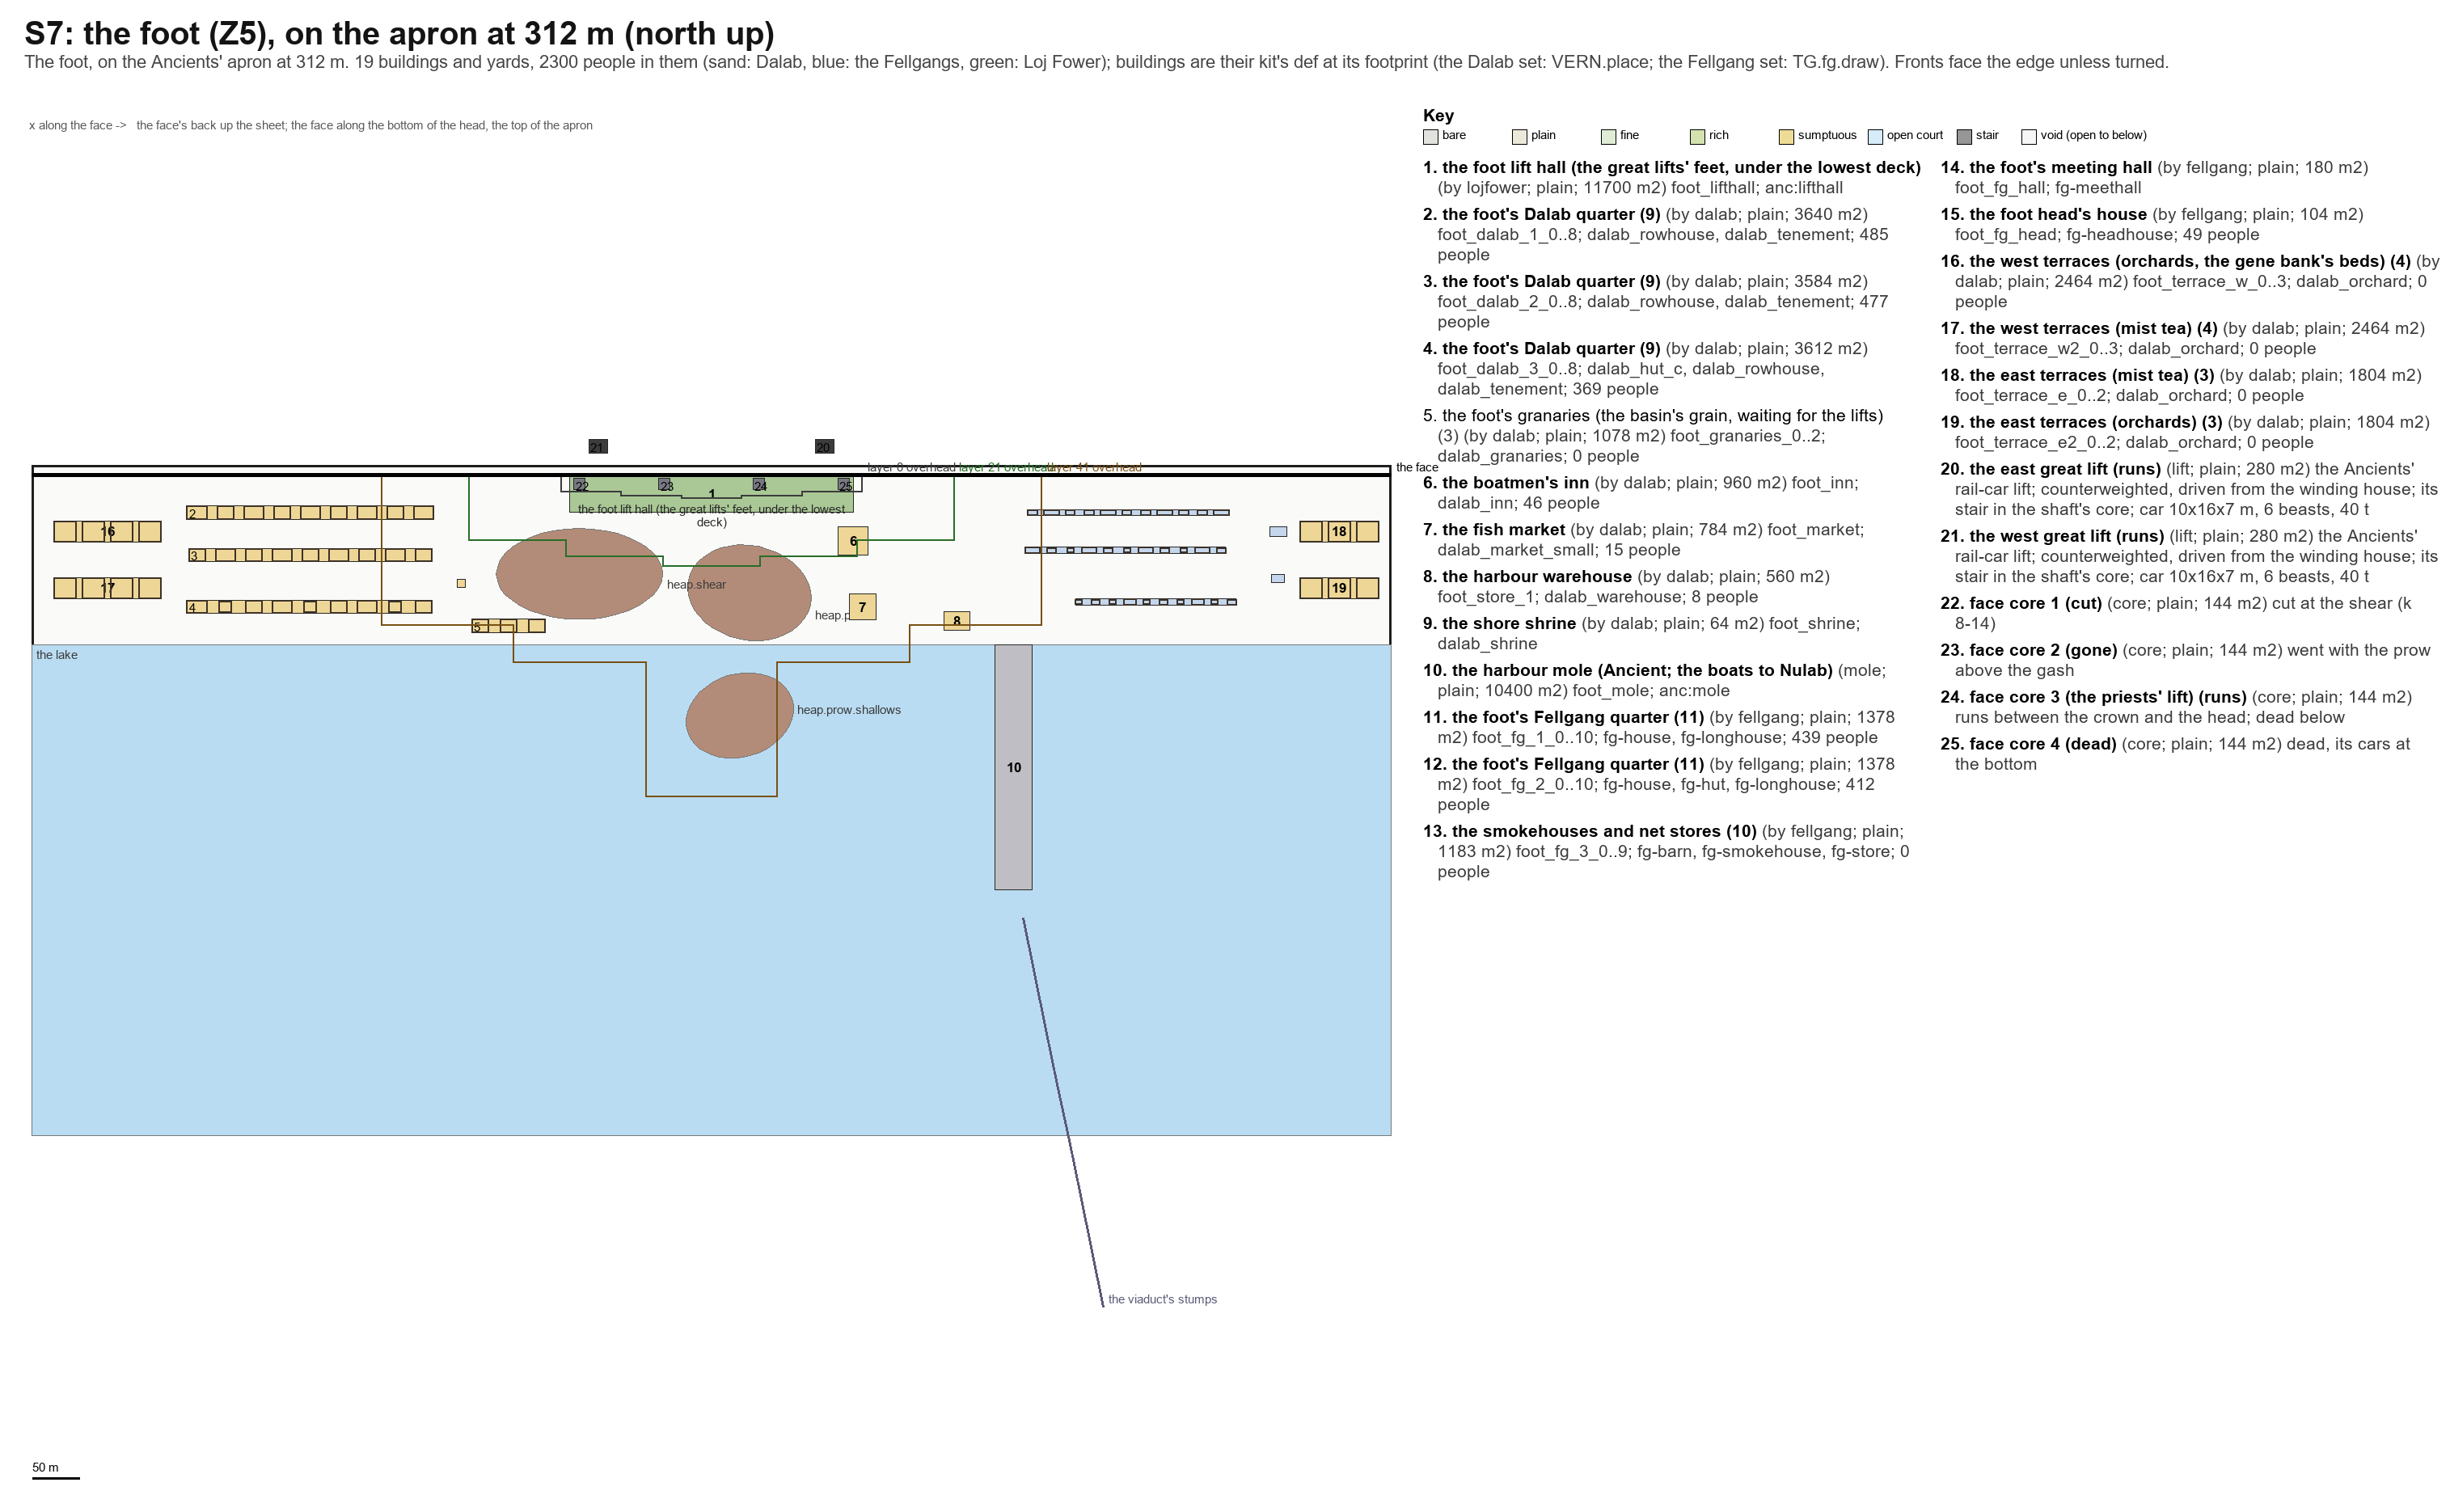 S7: the foot (Z5), on the apron at 312 m (north up)
The foot, on the Ancients' apron at 312 m. 19 buildings and yards, 2300 people in them (sand: Dalab, blue: the Fellgangs, green: Loj Fower); buildings are their kit's def at its footprint (the Dalab set: VERN.place; the Fellgang set: TG.fg.draw). Fronts face the edge unless turned.
x along the face -> the face's back up the sheet; the face along the bottom of the head, the top of the apron
21
20
layer 0 overhead
layer 21 overhead
layer 41 overhead
the face
22
23
24
25
1
the foot lift hall (the great lifts' feet, under the lowest
deck)
2
16
3
6
18
17
heap.shear
19
4
7
heap.p
5
8
the lake
heap.prow.shallows
10
the viaduct's stumps
50 m
Key
bare
plain
fine
rich
sumptuous
open court
stair
void (open to below)
1. the foot lift hall (the great lifts' feet, under the lowest deck)
(by lojfower; plain; 11700 m2) foot_lifthall; anc:lifthall
2. the foot's Dalab quarter (9) (by dalab; plain; 3640 m2)
foot_dalab_1_0..8; dalab_rowhouse, dalab_tenement; 485
people
3. the foot's Dalab quarter (9) (by dalab; plain; 3584 m2)
foot_dalab_2_0..8; dalab_rowhouse, dalab_tenement; 477
people
4. the foot's Dalab quarter (9) (by dalab; plain; 3612 m2)
foot_dalab_3_0..8; dalab_hut_c, dalab_rowhouse,
dalab_tenement; 369 people
5. the foot's granaries (the basin's grain, waiting for the lifts)
(3) (by dalab; plain; 1078 m2) foot_granaries_0..2;
dalab_granaries; 0 people
6. the boatmen's inn (by dalab; plain; 960 m2) foot_inn;
dalab_inn; 46 people
7. the fish market (by dalab; plain; 784 m2) foot_market;
dalab_market_small; 15 people
8. the harbour warehouse (by dalab; plain; 560 m2)
foot_store_1; dalab_warehouse; 8 people
9. the shore shrine (by dalab; plain; 64 m2) foot_shrine;
dalab_shrine
10. the harbour mole (Ancient; the boats to Nulab) (mole;
plain; 10400 m2) foot_mole; anc:mole
11. the foot's Fellgang quarter (11) (by fellgang; plain; 1378
m2) foot_fg_1_0..10; fg-house, fg-longhouse; 439 people
12. the foot's Fellgang quarter (11) (by fellgang; plain; 1378
m2) foot_fg_2_0..10; fg-house, fg-hut, fg-longhouse; 412
people
13. the smokehouses and net stores (10) (by fellgang; plain;
1183 m2) foot_fg_3_0..9; fg-barn, fg-smokehouse, fg-store; 0
people
14. the foot's meeting hall (by fellgang; plain; 180 m2)
foot_fg_hall; fg-meethall
15. the foot head's house (by fellgang; plain; 104 m2)
foot_fg_head; fg-headhouse; 49 people
16. the west terraces (orchards, the gene bank's beds) (4) (by
dalab; plain; 2464 m2) foot_terrace_w_0..3; dalab_orchard; 0
people
17. the west terraces (mist tea) (4) (by dalab; plain; 2464 m2)
foot_terrace_w2_0..3; dalab_orchard; 0 people
18. the east terraces (mist tea) (3) (by dalab; plain; 1804 m2)
foot_terrace_e_0..2; dalab_orchard; 0 people
19. the east terraces (orchards) (3) (by dalab; plain; 1804 m2)
foot_terrace_e2_0..2; dalab_orchard; 0 people
20. the east great lift (runs) (lift; plain; 280 m2) the Ancients'
rail-car lift; counterweighted, driven from the winding house; its
stair in the shaft's core; car 10x16x7 m, 6 beasts, 40 t
21. the west great lift (runs) (lift; plain; 280 m2) the Ancients'
rail-car lift; counterweighted, driven from the winding house; its
stair in the shaft's core; car 10x16x7 m, 6 beasts, 40 t
22. face core 1 (cut) (core; plain; 144 m2) cut at the shear (k
8-14)
23. face core 2 (gone) (core; plain; 144 m2) went with the prow
above the gash
24. face core 3 (the priests' lift) (runs) (core; plain; 144 m2)
runs between the crown and the head; dead below
25. face core 4 (dead) (core; plain; 144 m2) dead, its cars at
the bottom